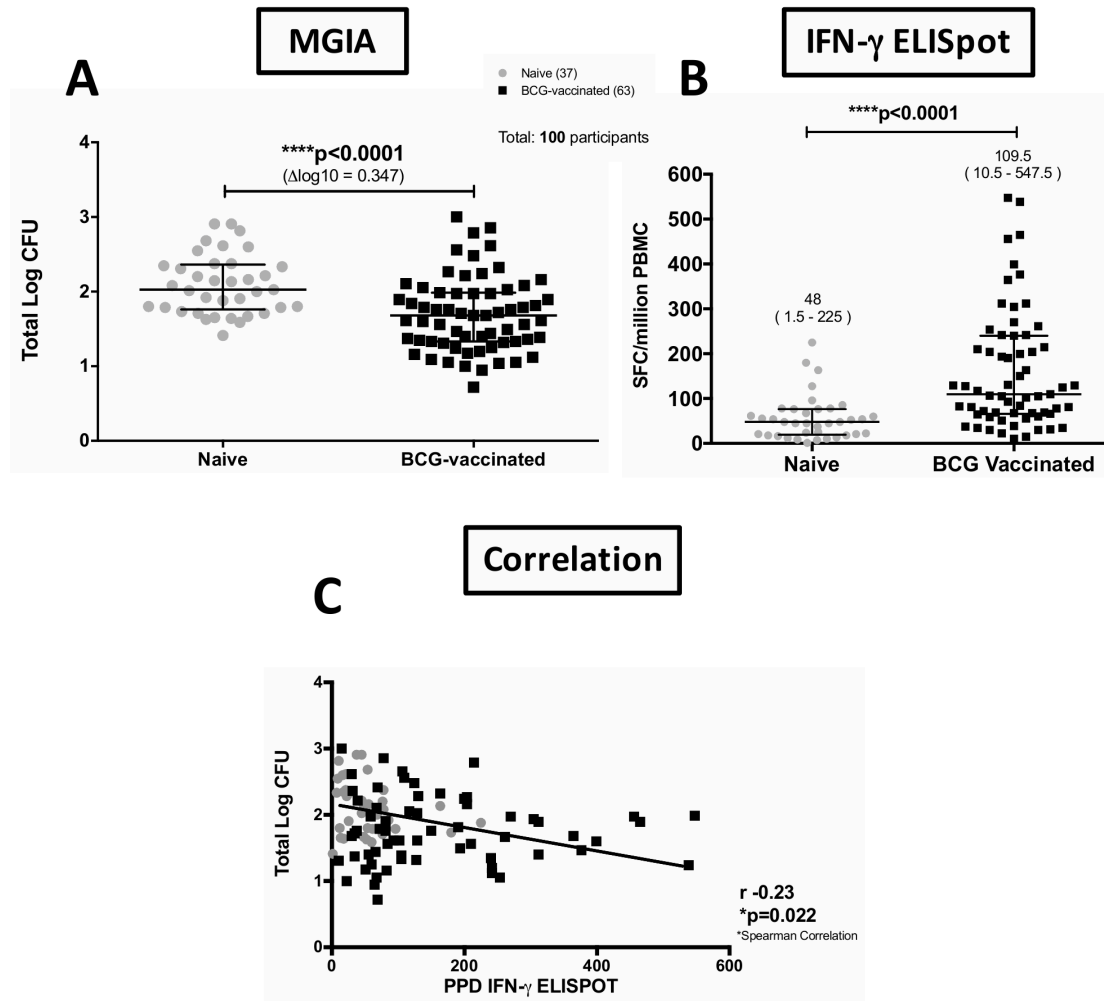 MGIA
IFN-γ ELISpot
A
Naive (37)
BCG-vaccinated (63)
Total: 100 participants
B
****p<0.0001
(Δlog10 = 0.347)
Total Log CFU
4
3
2
1
0
Naive
BCG-vaccinated
****p<0.0001
109.5
( 10.5 - 547.5 )
48
( 1.5 - 225 )
SFC/million PBMC
600
500
400
300
200
100
0
Naive
BCG Vaccinated
Correlation
C
Total Log CFU
4
3
2
1
0
0
200
400
600
PPD IFN-γ ELISPOT
r -0.23
*p=0.022
*Spearman Correlation